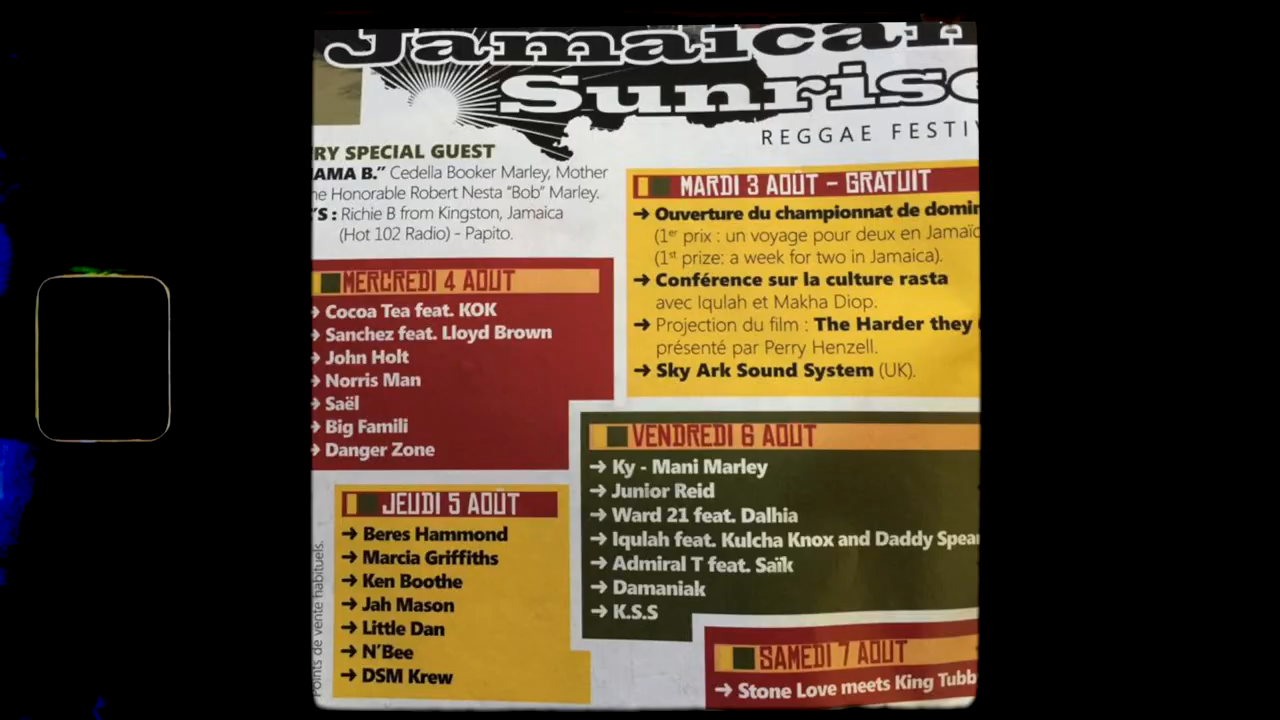 Jamaican
Sunrise
REGGAE FESTIV
RY SPECIAL GUEST
AMA B.” Cedella Booker Marley, Mother
ne Honorable Robert Nesta “Bob” Marley.
'S : Richie B from Kingston, Jamaica
(Hot 102 Radio) - Papito.
MARDI 3 AOÛT - GRATUIT
→ Ouverture du championnat de domin
(1er prix : un voyage pour deux en Jamaïc
(1st prize: a week for two in Jamaica).
→ Conférence sur la culture rasta
avec Iqulah et Makha Diop.
→ Projection du film : The Harder they
présenté par Perry Henzell.
→ Sky Ark Sound System (UK).
MERCREDI 4 AOUT
→ Cocoa Tea feat. KOK
→ Sanchez feat. Lloyd Brown
→ John Holt
→ Norris Man
→ Saël
→ Big Famili
→ Danger Zone
JEUDI 5 AOÛT
→ Beres Hammond
→ Marcia Griffiths
→ Ken Boothe
→ Jah Mason
→ Little Dan
→ N’Bee
→ DSM Krew
VENDREDI 6 AOUT
→ Ky - Mani Marley
→ Junior Reid
→ Ward 21 feat. Dalhia
→ Iqulah feat. Kulcha Knox and Daddy Spear
→ Admiral T feat. Saïk
→ Damaniak
→ K.S.S
SAMEDI 7 AOUT
→ Stone Love meets King Tubb
Points de vente habituels.